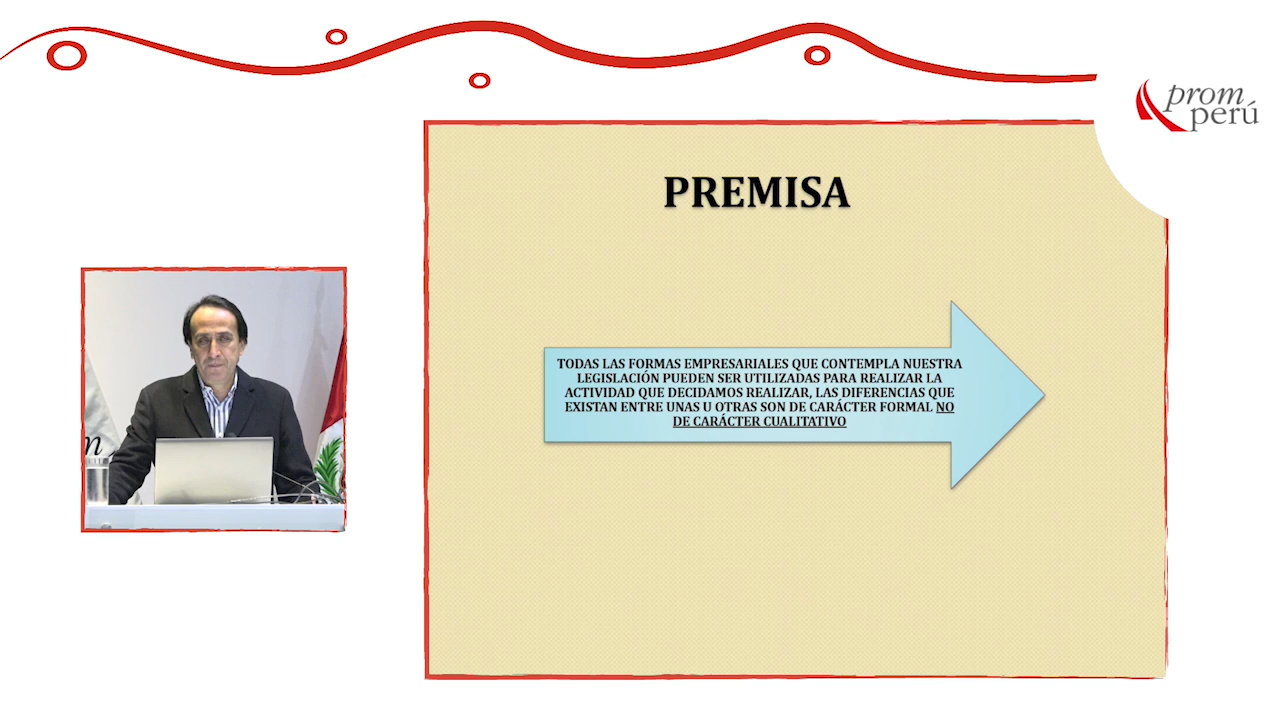 prom
perú
PREMISA
TODAS LAS FORMAS EMPRESARIALES QUE CONTEMPLA NUESTRA
LEGISLACIÓN PUEDEN SER UTILIZADAS PARA REALIZAR LA
ACTIVIDAD QUE DECIDAMOS REALIZAR, LAS DIFERENCIAS QUE
EXISTAN ENTRE UNAS U OTRAS SON DE CARÁCTER FORMAL NO
DE CARÁCTER CUALITATIVO
m